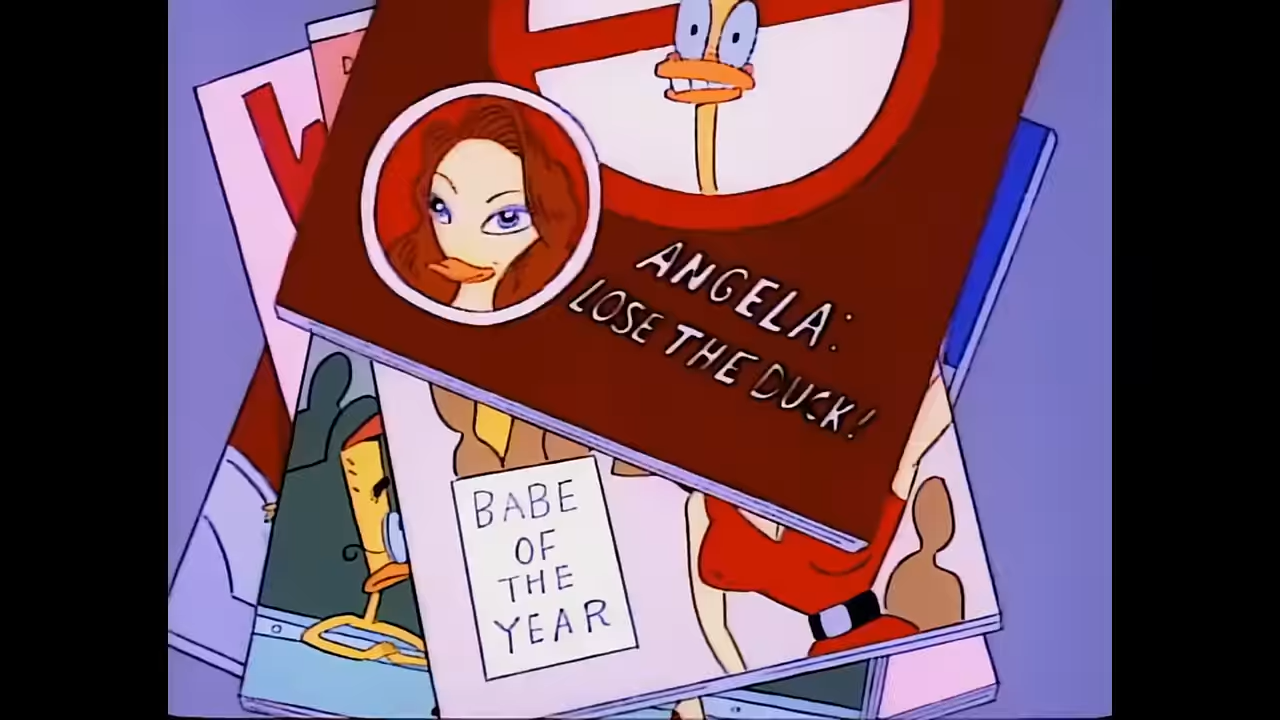 ANGELA:
LOSE THE DUCK!
BABE
OF
THE
YEAR